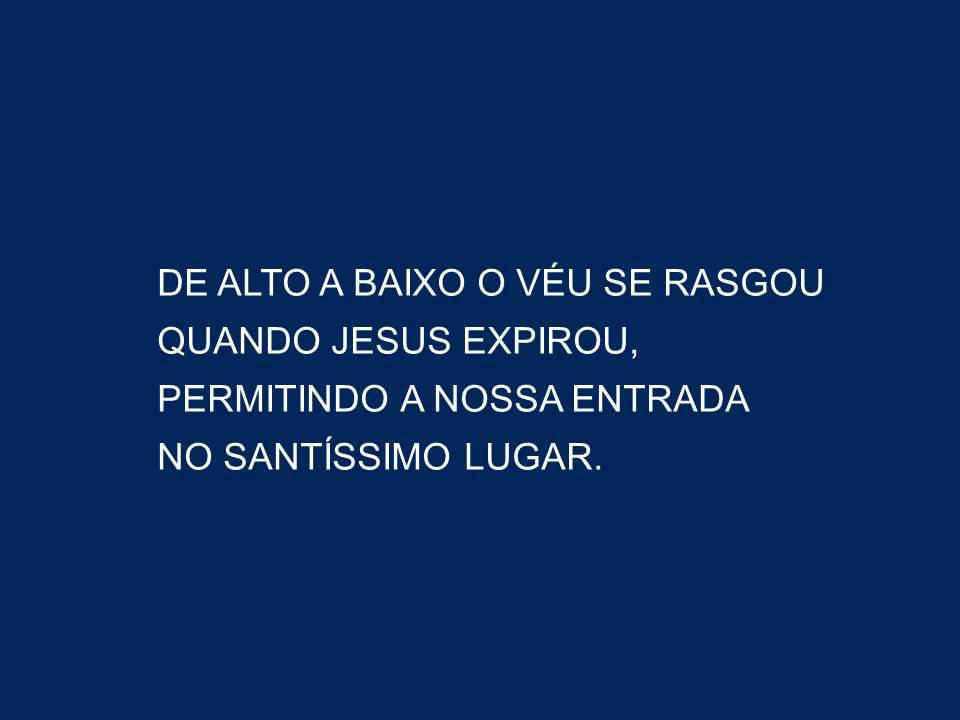 DE ALTO A BAIXO O VÉU SE RASGOU
QUANDO JESUS EXPIROU,
PERMITINDO A NOSSA ENTRADA
NO SANTÍSSIMO LUGAR.